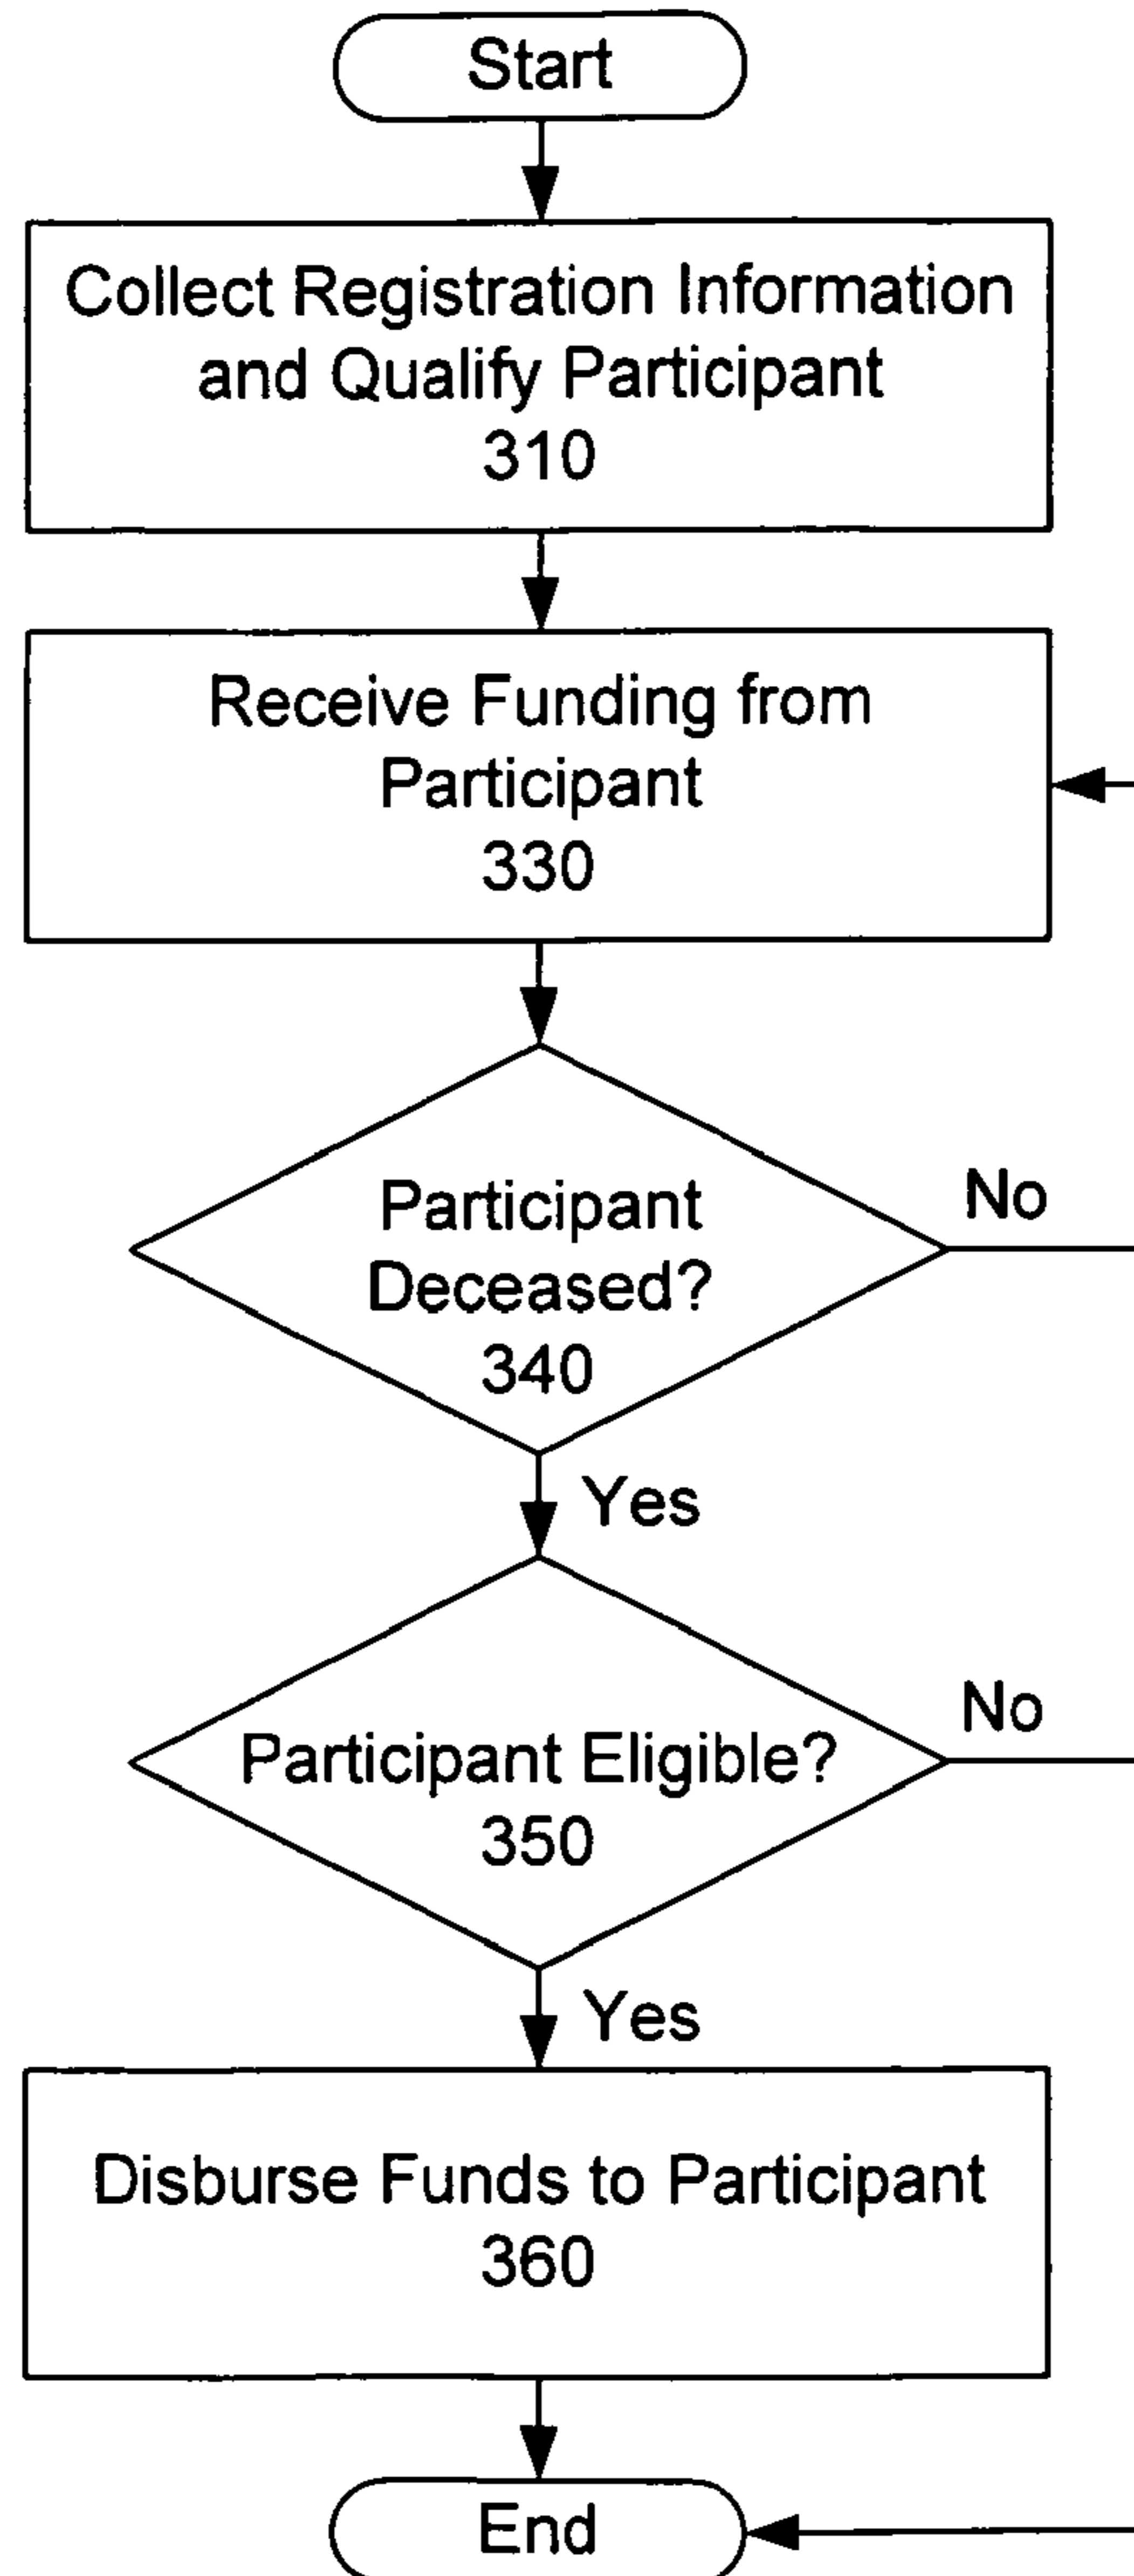 Start
Collect Registration Information
and Qualify Participant
310
Receive Funding from
Participant
330
Participant
Deceased?
340
No
Yes
Participant Eligible?
350
No
Yes
Disburse Funds to Participant
360
End